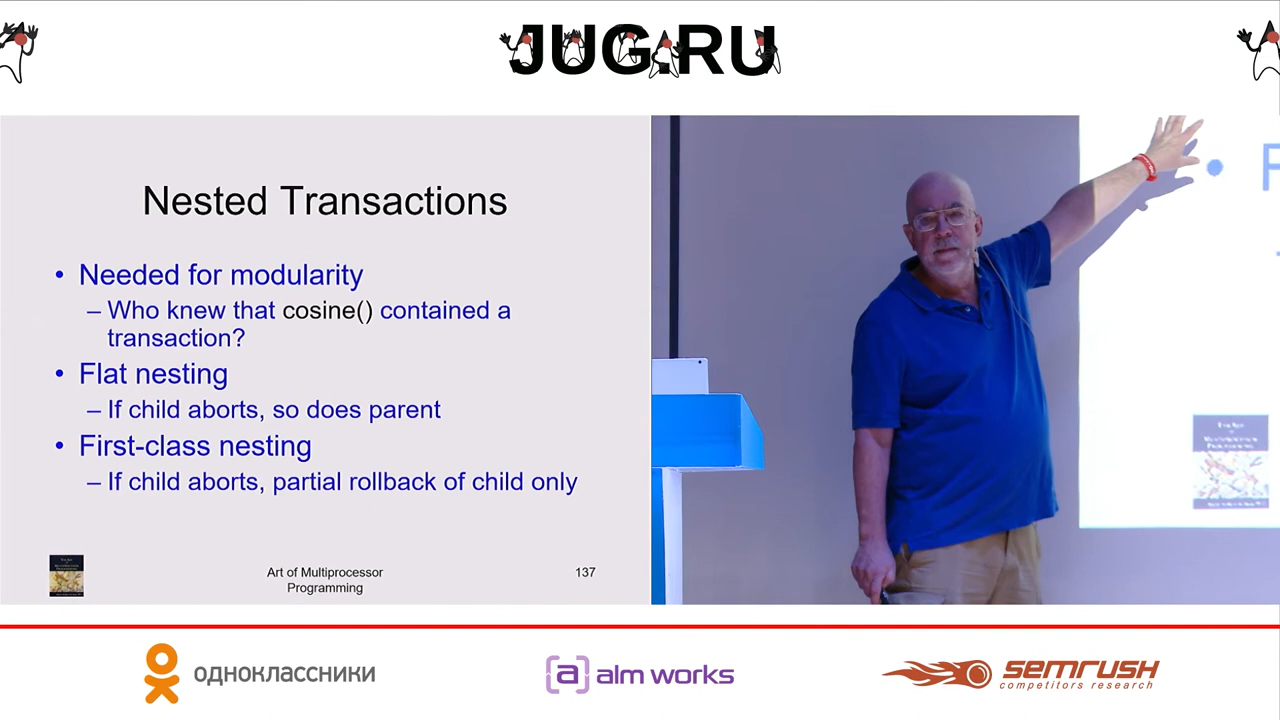 JUG.RU
Nested Transactions
• Needed for modularity
– Who knew that cosine() contained a
transaction?
• Flat nesting
– If child aborts, so does parent
• First-class nesting
– If child aborts, partial rollback of child only
Art of Multiprocessor
Programming
137
одноклассники
[a] alm works
semrush
competitors research